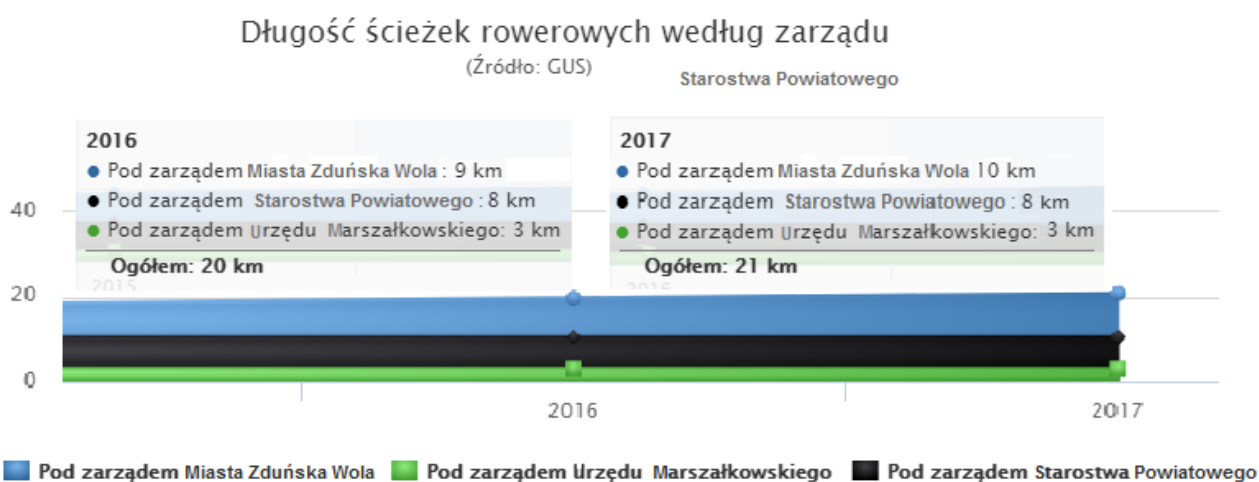 Długość ścieżek rowerowych według zarządu
(Źródło: GUS)
Starostwa Powiatowego
2016
Pod zarządem Miasta Zduńska Wola : 9 km
Pod zarządem Starostwa Powiatowego : 8 km
Pod zarządem Urzędu Marszałkowskiego: 3 km
Ogółem: 20 km
2015
2017
Pod zarządem Miasta Zduńska Wola 10 km
Pod zarządem Starostwa Powiatowego : 8 km
Pod zarządem Urzędu Marszałkowskiego: 3 km
Ogółem: 21 km
2016
40
20
0
2016
2017
Pod zarządem Miasta Zduńska Wola
Pod zarządem Urzędu Marszałkowskiego
Pod zarządem Starostwa Powiatowego